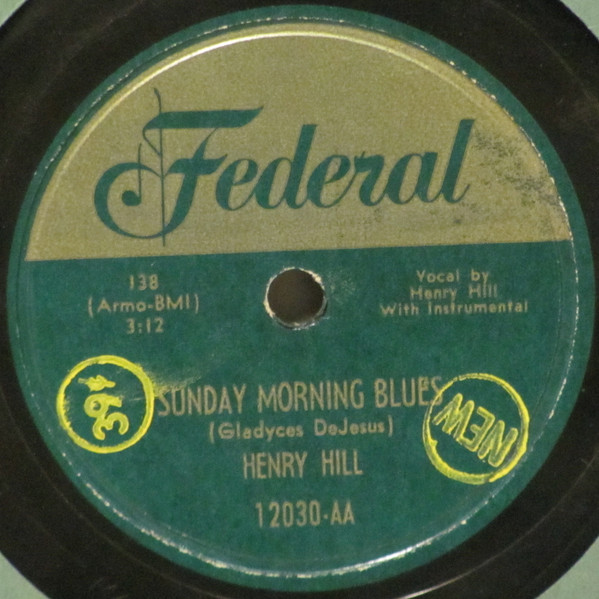 Federal
138
(Armo-BMI)
3:12
Vocal by
Henry Hill
With Instrumental
SUNDAY MORNING BLUES
(Gladyces DeJesus)
HENRY HILL
12030-AA
39¢
NEW